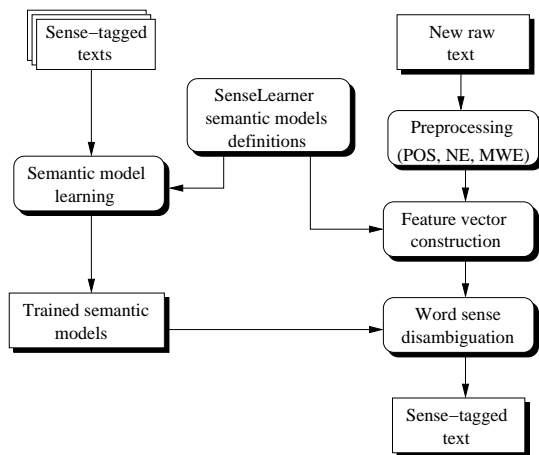 Sense−tagged
texts
New raw
text
SenseLearner
semantic models
definitions
Preprocessing
(POS, NE, MWE)
Semantic model
learning
Feature vector
construction
Trained semantic
models
Word sense
disambiguation
Sense−tagged
text